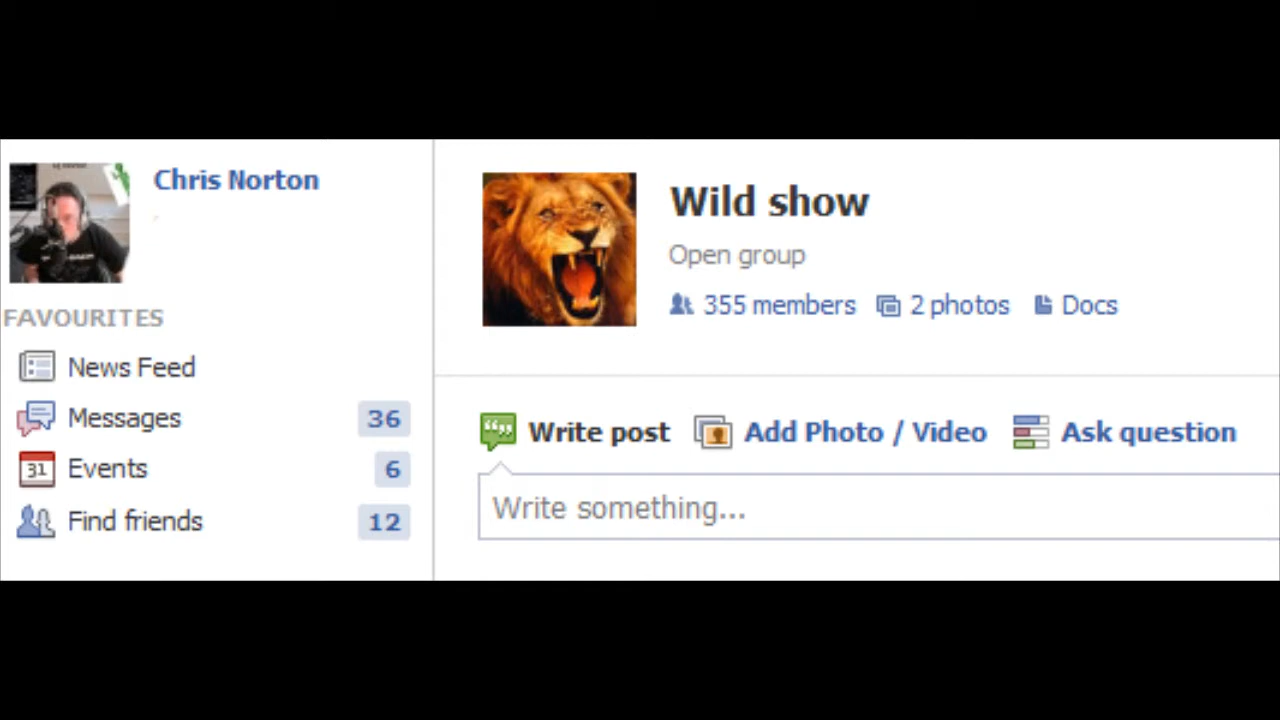 Chris Norton
FAVOURITES
News Feed
Messages 36
31 Events 6
Find friends 12
Wild show
Open group
355 members 2 photos Docs
Write post Add Photo / Video Ask question
Write something...